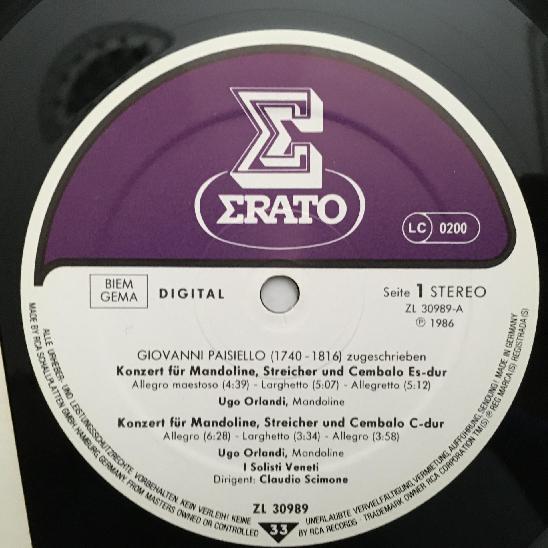 Σ
ΣRATO
LC 0200
BIEM
GEMA
DIGITAL
Seite 1 STEREO
ZL 30989-A
℗ 1986
GIOVANNI PAISIELLO (1740-1816) zugeschrieben
Konzert für Mandoline, Streicher und Cembalo Es-dur
Allegro maestoso (4:39) - Larghetto (5:07) - Allegretto (5:12)
Ugo Orlandi, Mandoline
Konzert für Mandoline, Streicher und Cembalo C-dur
Allegro (6:28) - Larghetto (3:34) - Allegro (3:58)
Ugo Orlandi, Mandoline
I Solisti Veneti
Dirigent: Claudio Scimone
ZL 30989
33
ALLE URHEBER- UND LEISTUNGSSCHUTZRECHTE VORBEHALTEN. KEIN VERLEIH! KEINE UNERLAUBTE VERVIELFÄLTIGUNG, VERMIETUNG, AUFFÜHRUNG, SENDUNG! MADE IN GERMANY
MADE BY RCA SCHALLPLATTEN GMBH, HAMBURG, GERMANY, FROM MASTERS OWNED OR CONTROLLED BY RCA RECORDS · TRADEMARK OWNER RCA CORPORATION TM(S) ® REG MARCA(S) REGISTRADA(S)